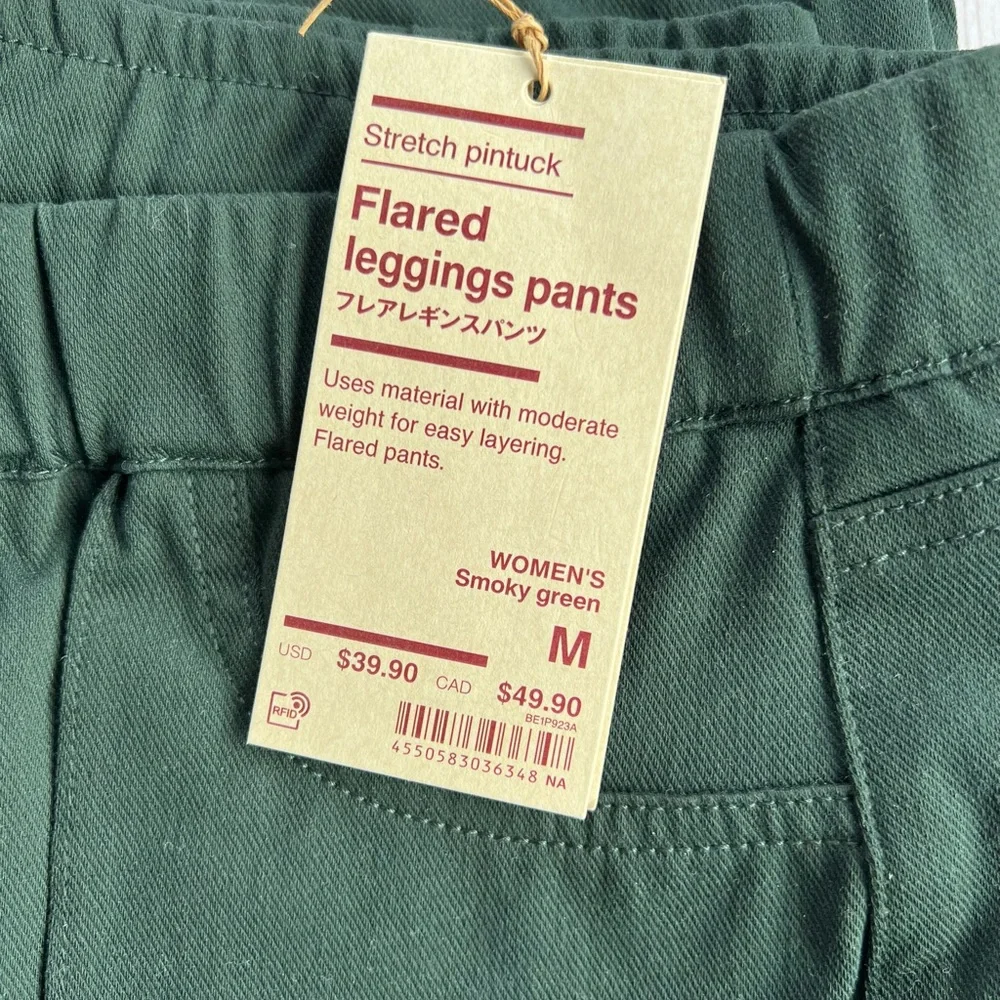 Stretch pintuck
Flared
leggings pants
フレアレギンスパンツ
Uses material with moderate
weight for easy layering.
Flared pants.
WOMEN'S
Smoky green
M
USD $39.90 CAD $49.90
BE1P923A
RFID
4550583036348 NA